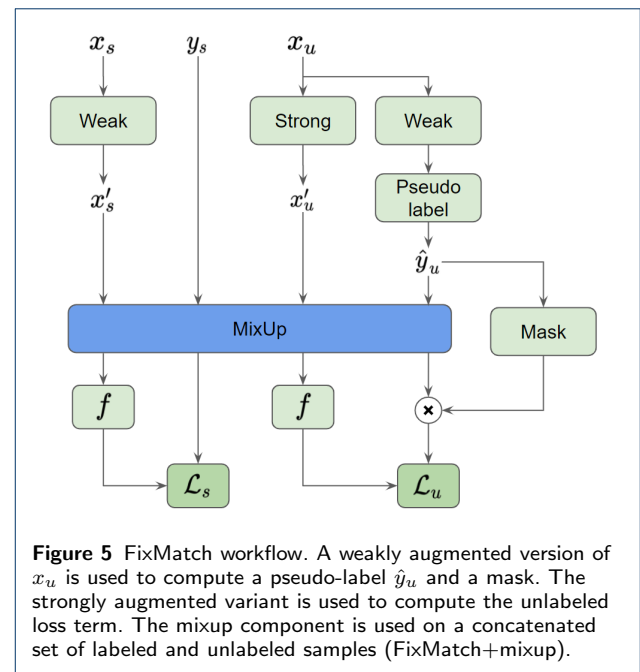 x_s y_s x_u
Weak Strong Weak
x'_s x'_u Pseudo label
ŷ_u
MixUp Mask
f f ×
ℒ_s ℒ_u
Figure 5 FixMatch workflow. A weakly augmented version of
x_u is used to compute a pseudo-label ŷ_u and a mask. The
strongly augmented variant is used to compute the unlabeled
loss term. The mixup component is used on a concatenated
set of labeled and unlabeled samples (FixMatch+mixup).